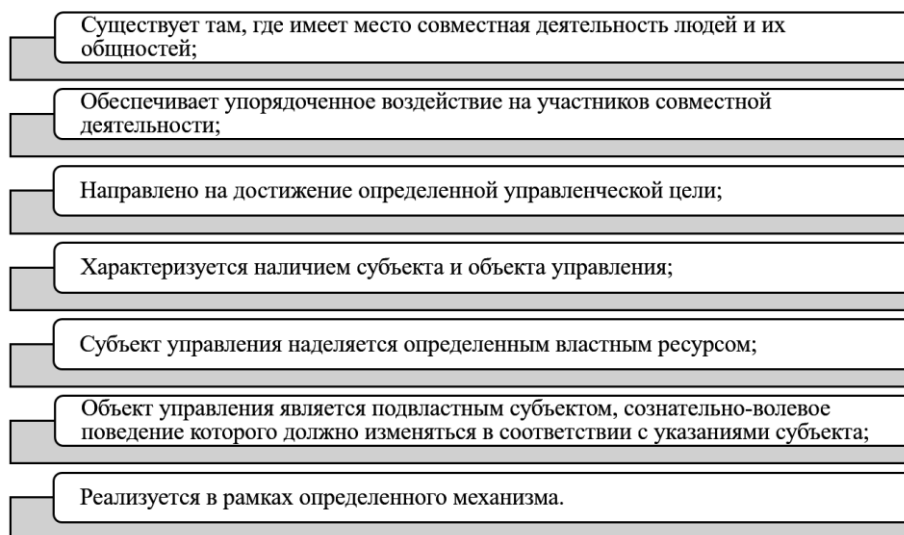 Существует там, где имеет место совместная деятельность людей и их
общностей;
Обеспечивает упорядоченное воздействие на участников совместной
деятельности;
Направлено на достижение определенной управленческой цели;
Характеризуется наличием субъекта и объекта управления;
Субъект управления наделяется определенным властным ресурсом;
Объект управления является подвластным субъектом, сознательно-волевое
поведение которого должно изменяться в соответствии с указаниями субъекта;
Реализуется в рамках определенного механизма.